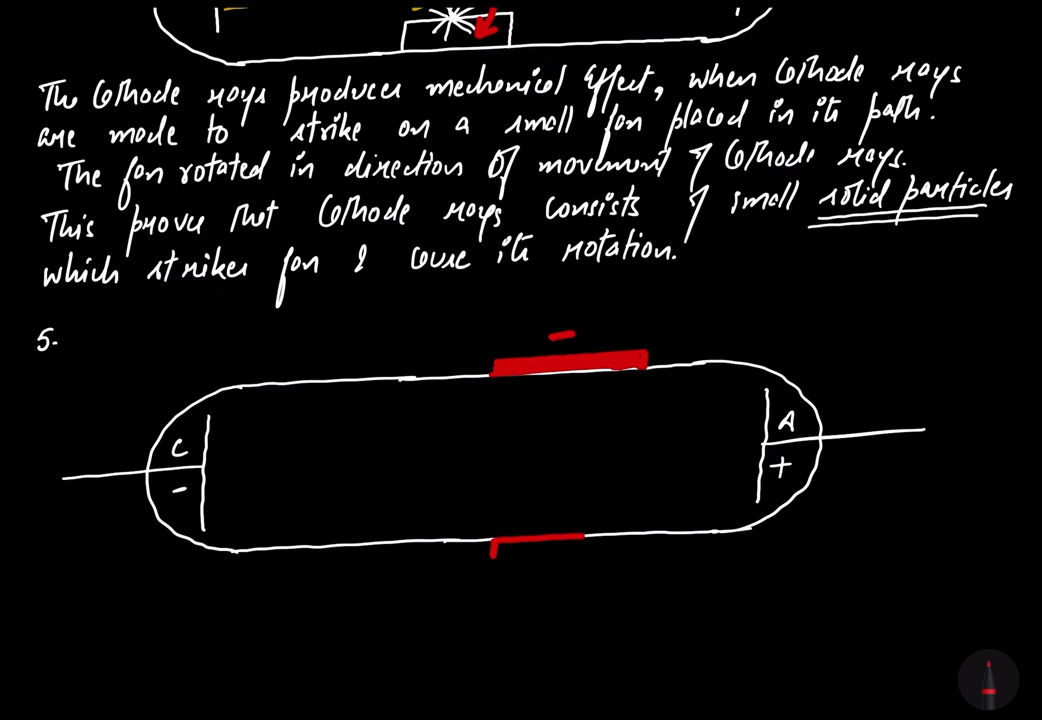 The Cathode rays produces mechanical effect, when Cathode rays
are made to strike on a small fan placed in its path.
The fan rotated in direction of movement of Cathode rays.
This prove that Cathode rays consists of small solid particles
which strikes fan & cause its rotation.
5.
-
C A
- +